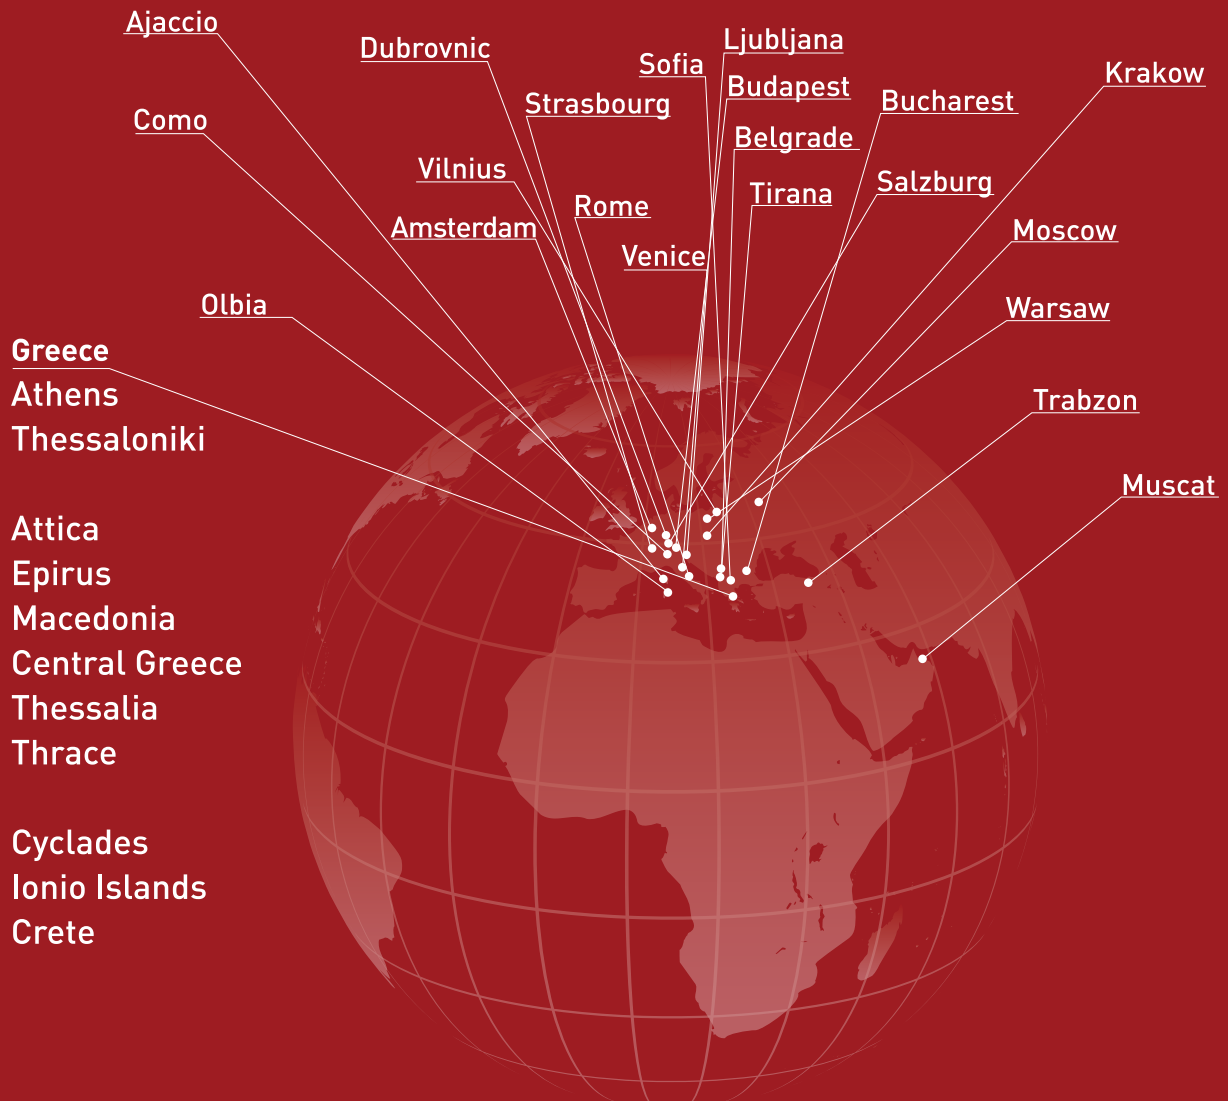 Ajaccio
Ljubljana
Dubrovnic
Sofia
Krakow
Budapest
Bucharest
Strasbourg
Como
Belgrade
Vilnius
Salzburg
Tirana
Rome
Amsterdam
Moscow
Venice
Olbia
Warsaw
Greece
Athens
Thessaloniki
Trabzon
Muscat
Attica
Epirus
Macedonia
Central Greece
Thessalia
Thrace
Cyclades
Ionio Islands
Crete